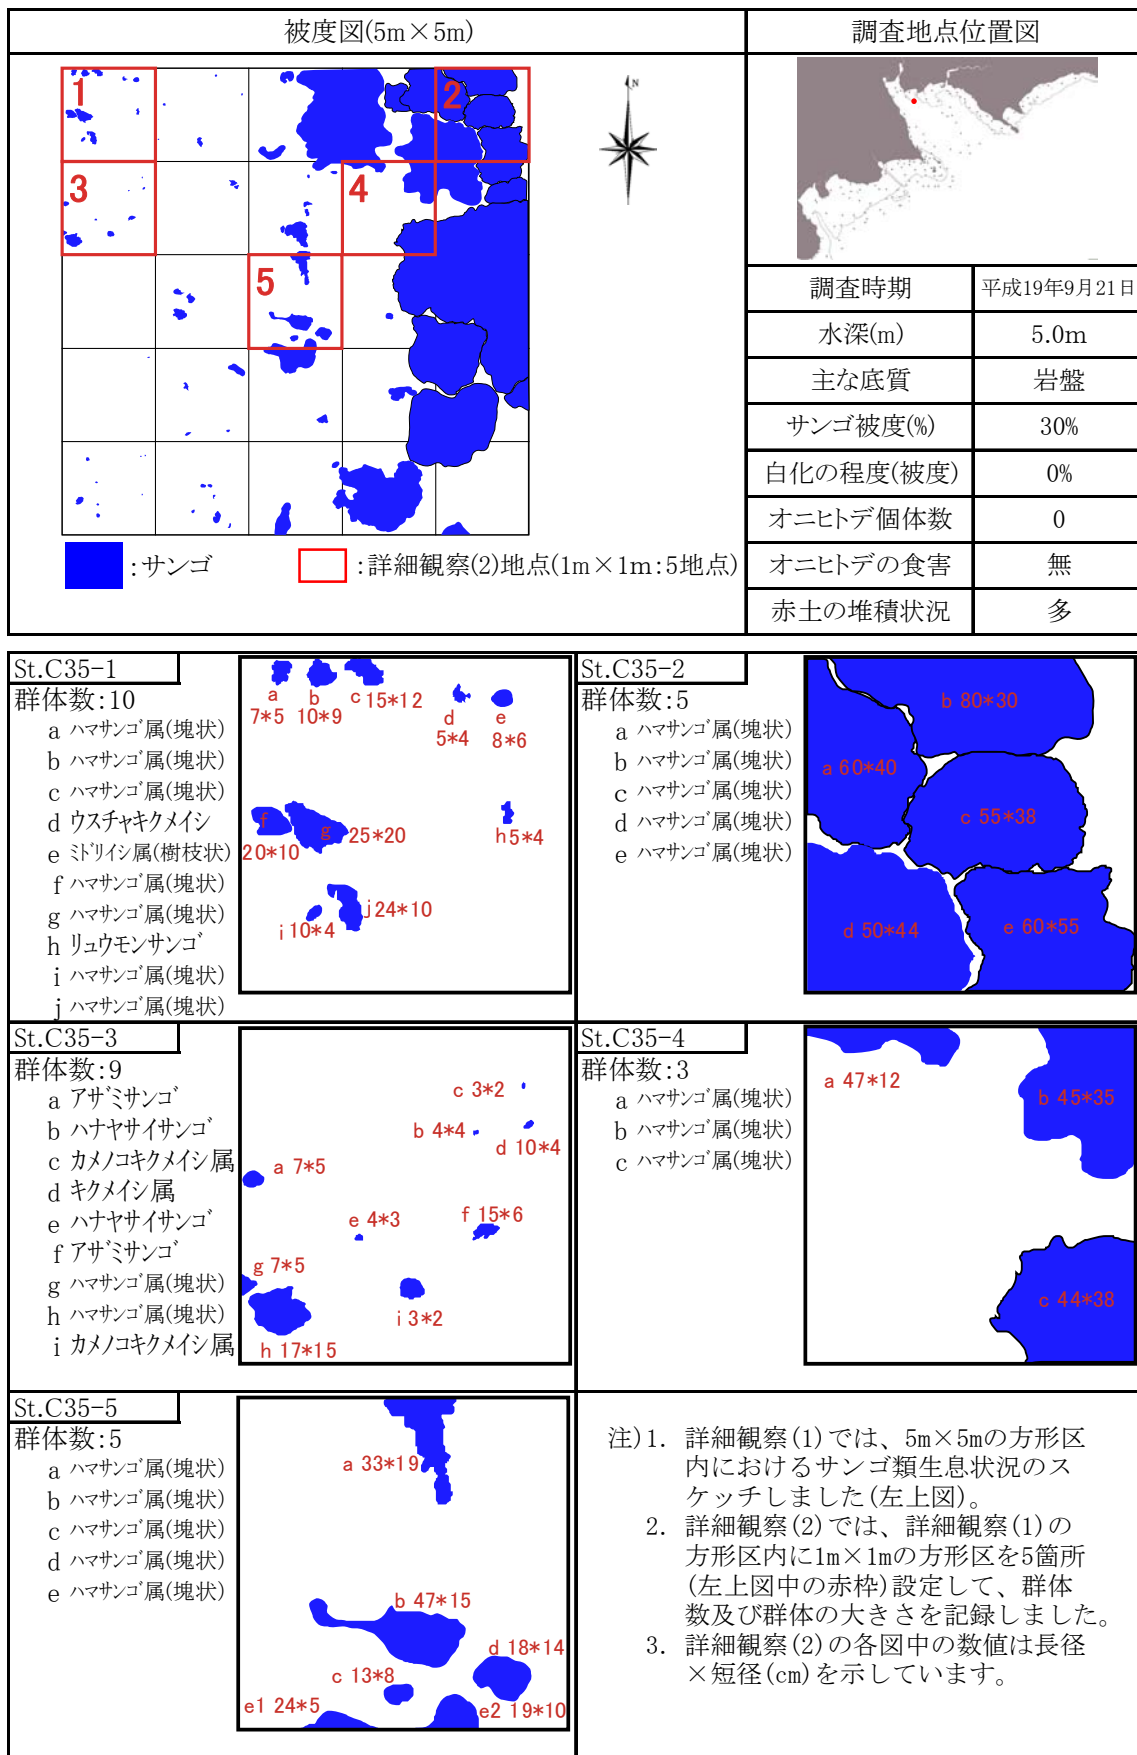 被度図(5m×5m)
調査地点位置図
1
2
3
4
5
N
:サンゴ
:詳細観察(2)地点(1m×1m:5地点)
調査時期 平成19年9月21日
水深(m) 5.0m
主な底質 岩盤
サンゴ被度(%) 30%
白化の程度(被度) 0%
オニヒトデ個体数 0
オニヒトデの食害 無
赤土の堆積状況 多
St.C35-1
群体数:10
a ハマサンゴ属(塊状)
b ハマサンゴ属(塊状)
c ハマサンゴ属(塊状)
d ウスチャキクメイシ
e ミドリイシ属(樹枝状)
f ハマサンゴ属(塊状)
g ハマサンゴ属(塊状)
h リュウモンサンゴ
i ハマサンゴ属(塊状)
j ハマサンゴ属(塊状)
a 7*5
b 10*9
c 15*12
d 5*4
e 8*6
f 20*10
g 25*20
h 5*4
i 10*4
j 24*10
St.C35-2
群体数:5
a ハマサンゴ属(塊状)
b ハマサンゴ属(塊状)
c ハマサンゴ属(塊状)
d ハマサンゴ属(塊状)
e ハマサンゴ属(塊状)
b 80*30
a 60*40
c 55*38
d 50*44
e 60*55
St.C35-3
群体数:9
a アザミサンゴ
b ハナヤサイサンゴ
c カメノコキクメイシ属
d キクメイシ属
e ハナヤサイサンゴ
f アザミサンゴ
g ハマサンゴ属(塊状)
h ハマサンゴ属(塊状)
i カメノコキクメイシ属
c 3*2
b 4*4
d 10*4
a 7*5
e 4*3
f 15*6
g 7*5
i 3*2
h 17*15
St.C35-4
群体数:3
a ハマサンゴ属(塊状)
b ハマサンゴ属(塊状)
c ハマサンゴ属(塊状)
a 47*12
b 45*35
c 44*38
St.C35-5
群体数:5
a ハマサンゴ属(塊状)
b ハマサンゴ属(塊状)
c ハマサンゴ属(塊状)
d ハマサンゴ属(塊状)
e ハマサンゴ属(塊状)
a 33*19
b 47*15
d 18*14
c 13*8
e1 24*5
e2 19*10
注)1. 詳細観察(1)では、5m×5mの方形区
内におけるサンゴ類生息状況のス
ケッチしました(左上図)。
2. 詳細観察(2)では、詳細観察(1)の
方形区内に1m×1mの方形区を5箇所
(左上図中の赤枠)設定して、群体
数及び群体の大きさを記録しました。
3. 詳細観察(2)の各図中の数値は長径
×短径(cm)を示しています。